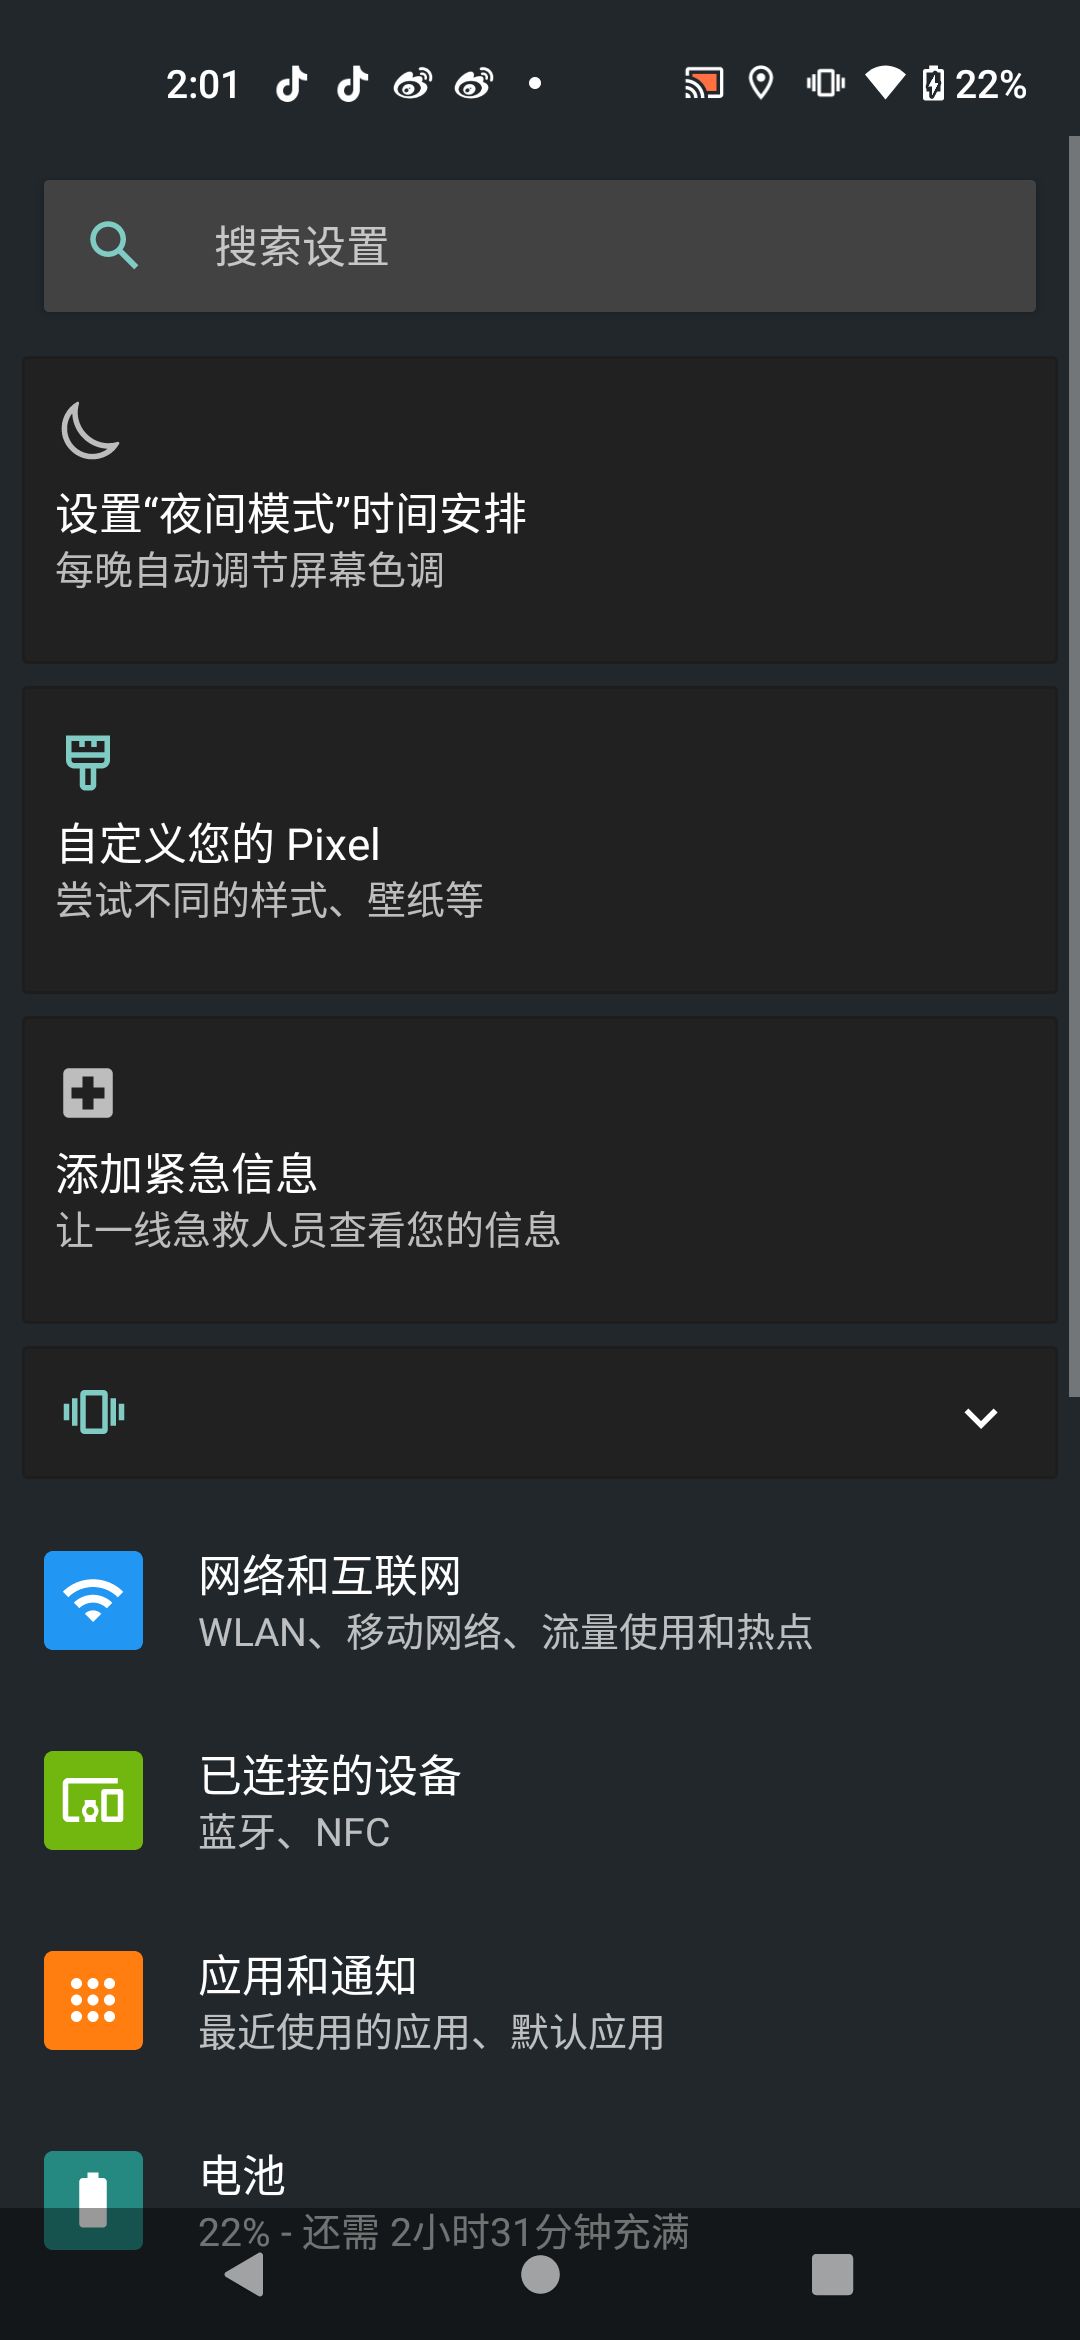 2:01
22%
搜索设置
设置“夜间模式”时间安排
每晚自动调节屏幕色调
自定义您的 Pixel
尝试不同的样式、壁纸等
添加紧急信息
让一线急救人员查看您的信息
网络和互联网
WLAN、移动网络、流量使用和热点
已连接的设备
蓝牙、NFC
应用和通知
最近使用的应用、默认应用
电池
22% - 还需 2小时31分钟充满